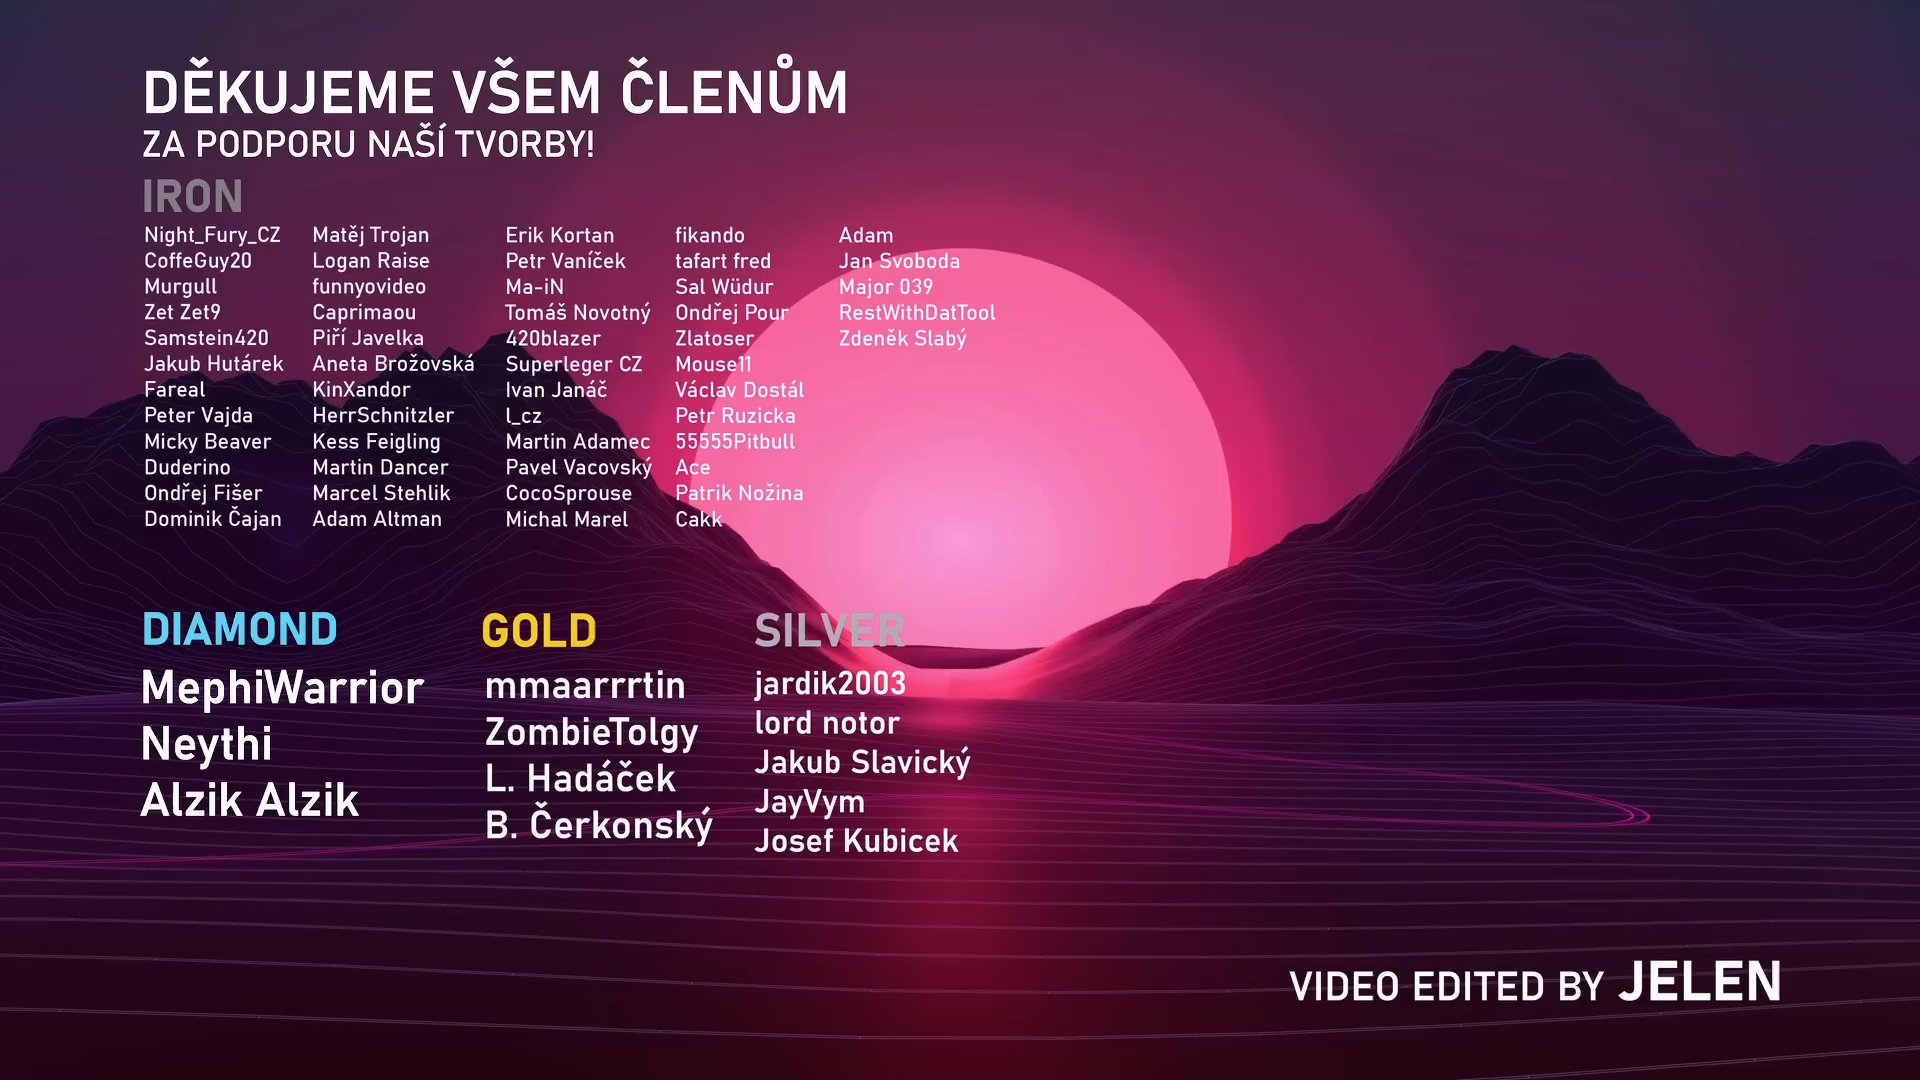 DĚKUJEME VŠEM ČLENŮM
ZA PODPORU NAŠÍ TVORBY!
IRON
Night_Fury_CZ
CoffeGuy20
Murgull
Zet Zet9
Samstein420
Jakub Hutárek
Fareal
Peter Vajda
Micky Beaver
Duderino
Ondřej Fišer
Dominik Čajan
Matěj Trojan
Logan Raise
funnyovideo
Caprimaou
Piří Javelka
Aneta Brožovská
KinXandor
HerrSchnitzler
Kess Feigling
Martin Dancer
Marcel Stehlik
Adam Altman
Erik Kortan
Petr Vaníček
Ma-iN
Tomáš Novotný
420blazer
Superleger CZ
Ivan Janáč
l_cz
Martin Adamec
Pavel Vacovský
CocoSprouse
Michal Marel
fikando
tafart fred
Sal Wüdur
Ondřej Pour
Zlatoser
Mouse11
Václav Dostál
Petr Ruzicka
55555Pitbull
Ace
Patrik Nožina
Cakk
Adam
Jan Svoboda
Major 039
RestWithDatTool
Zdeněk Slabý
DIAMOND
MephiWarrior
Neythi
Alzik Alzik
GOLD
mmaarrrtin
ZombieTolgy
L. Hadáček
B. Čerkonský
SILVER
jardik2003
lord notor
Jakub Slavický
JayVym
Josef Kubicek
VIDEO EDITED BY JELEN